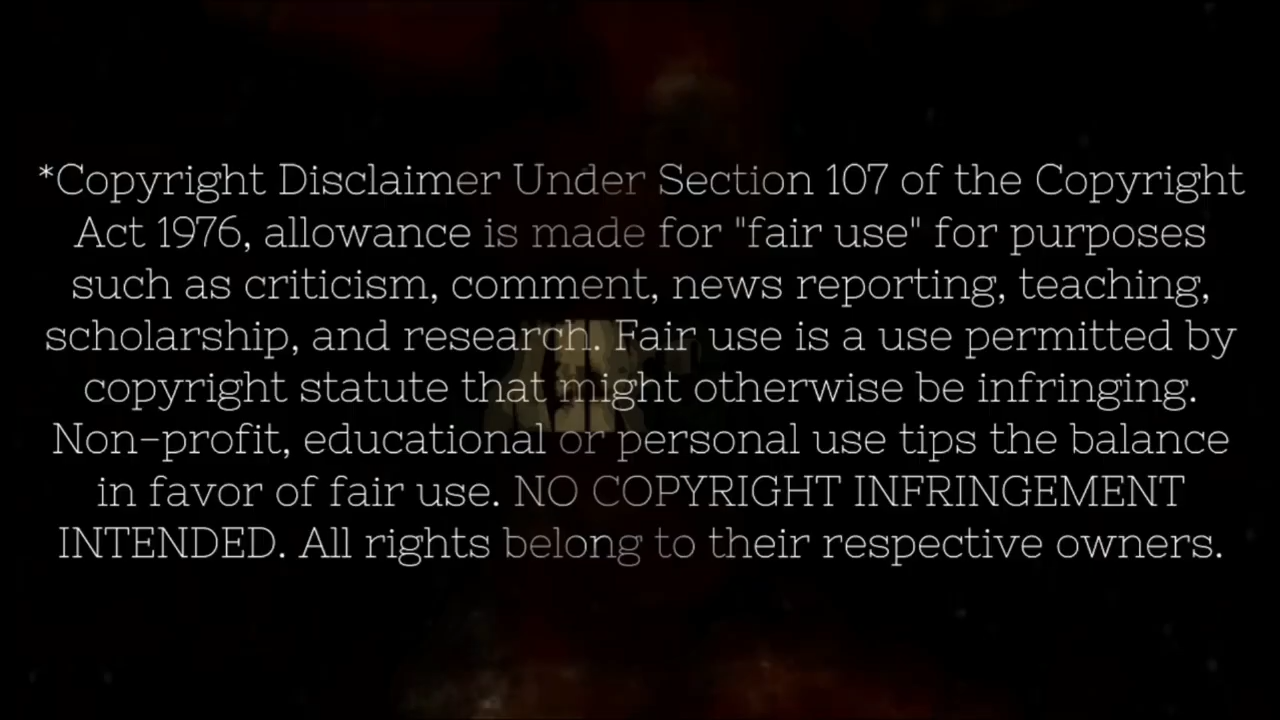 *Copyright Disclaimer Under Section 107 of the Copyright
Act 1976, allowance is made for "fair use" for purposes
such as criticism, comment, news reporting, teaching,
scholarship, and research. Fair use is a use permitted by
copyright statute that might otherwise be infringing.
Non-profit, educational or personal use tips the balance
in favor of fair use. NO COPYRIGHT INFRINGEMENT
INTENDED. All rights belong to their respective owners.